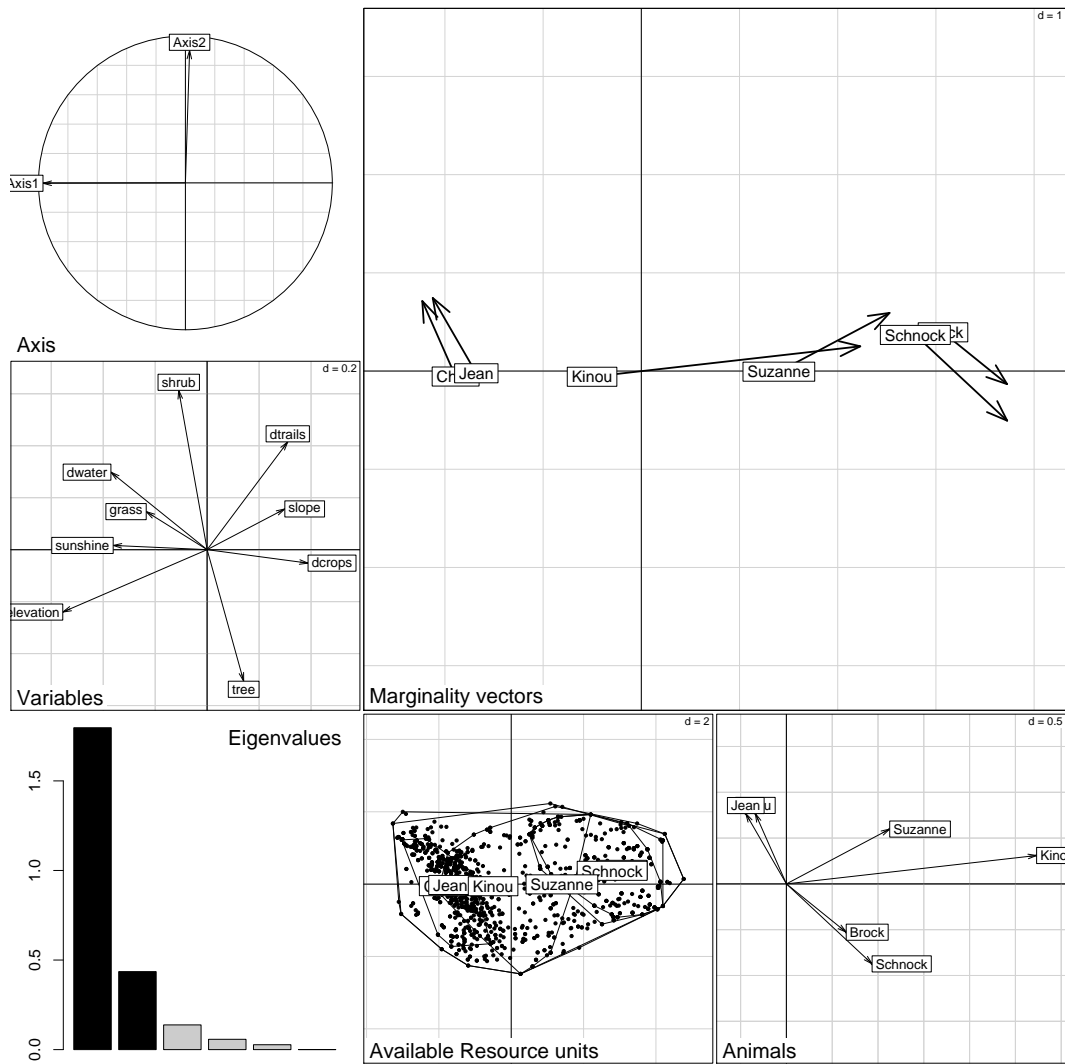 Axis2
Axis1
Axis
d = 1
Schnock
Jean
Kinou
Suzanne
Marginality vectors
d = 0.2
shrub
dtrails
dwater
grass
slope
sunshine
dcrops
elevation
tree
Variables
Eigenvalues
0.0 0.5 1.0 1.5
d = 2
Schnock
Jean
Kinou
Suzanne
Available Resource units
d = 0.5
Jean
Suzanne
Brock
Schnock
Animals